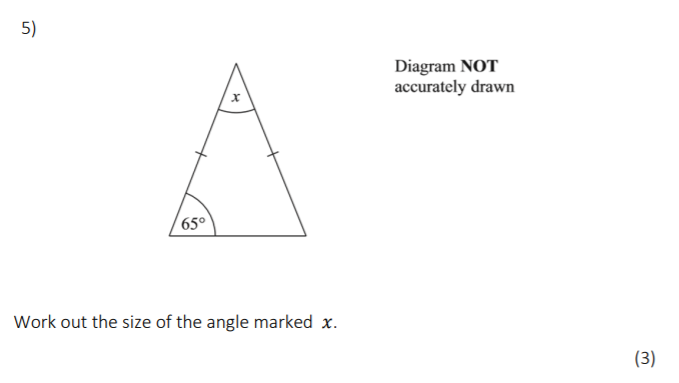 5)
Diagram NOT
accurately drawn
x
65°
Work out the size of the angle marked x.
(3)